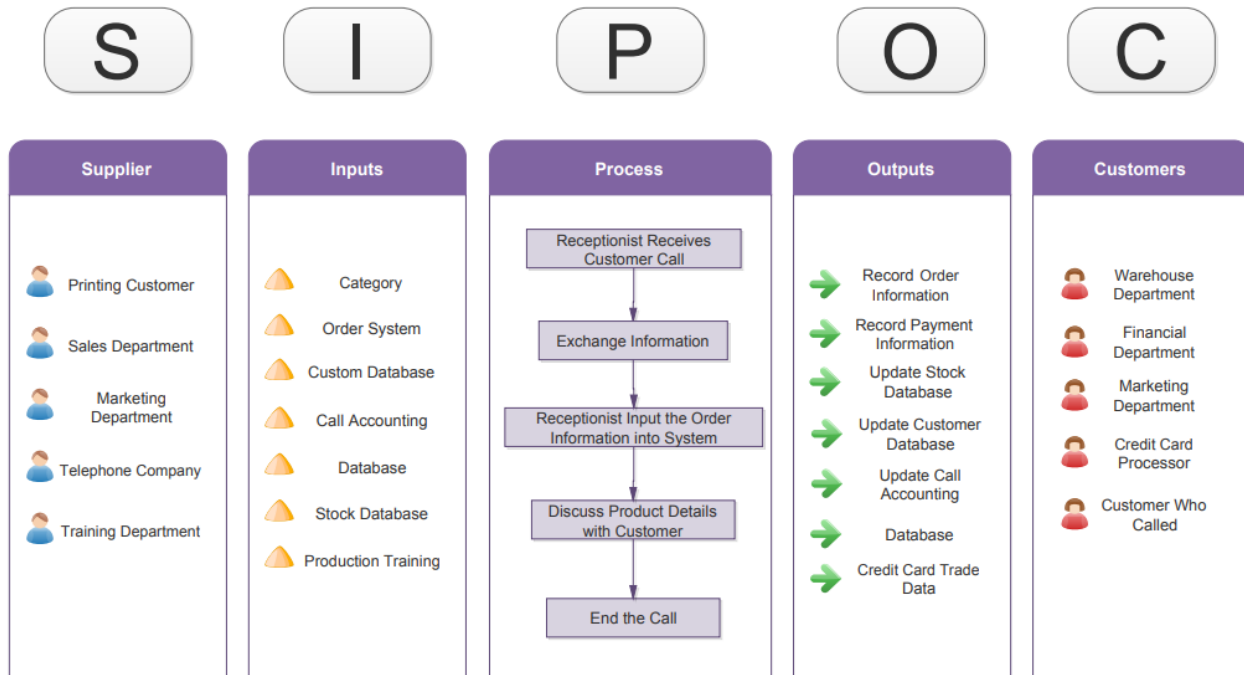 S
I
P
O
C
Supplier
Printing Customer
Sales Department
Marketing
Department
Telephone Company
Training Department
Inputs
Category
Order System
Custom Database
Call Accounting
Database
Stock Database
Production Training
Process
Receptionist Receives
Customer Call
Exchange Information
Receptionist Input the Order
Information into System
Discuss Product Details
with Customer
End the Call
Outputs
Record Order
Information
Record Payment
Information
Update Stock
Database
Update Customer
Database
Update Call
Accounting
Database
Credit Card Trade
Data
Customers
Warehouse
Department
Financial
Department
Marketing
Department
Credit Card
Processor
Customer Who
Called